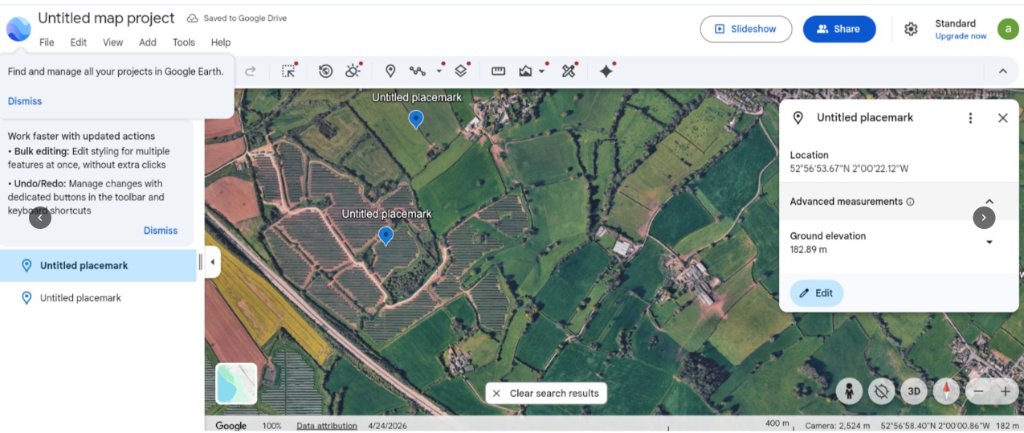 Untitled map project
Saved to Google Drive
File Edit View Add Tools Help
Slideshow
Share
Standard
Upgrade now
a
Find and manage all your projects in Google Earth.
Dismiss
Work faster with updated actions
• Bulk editing: Edit styling for multiple
features at once, without extra clicks
• Undo/Redo: Manage changes with
dedicated buttons in the toolbar and
keyboard shortcuts
Dismiss
Untitled placemark
Untitled placemark
Untitled placemark
Untitled placemark
Untitled placemark
Location
52°56'53.67"N 2°00'22.12"W
Advanced measurements
Ground elevation
182.89 m
Edit
Clear search results
3D
Google 100% Data attribution 4/24/2026 400 m Camera: 2,524 m 52°56'58.40"N 2°00'00.86"W 182 m